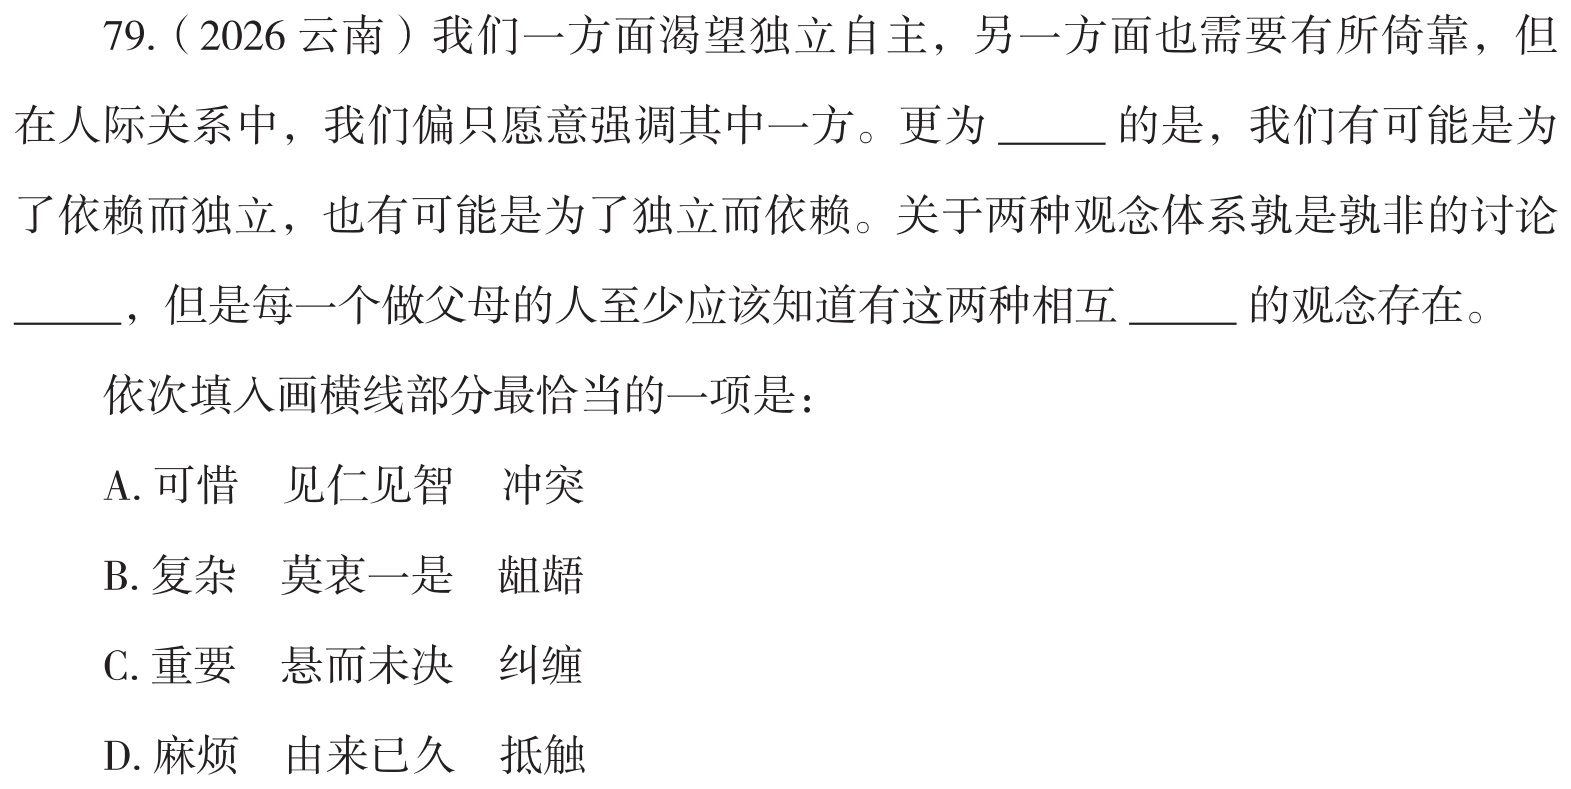 79.（2026 云南）我们一方面渴望独立自主，另一方面也需要有所倚靠，但
在人际关系中，我们偏只愿意强调其中一方。更为 _____ 的是，我们有可能是为
了依赖而独立，也有可能是为了独立而依赖。关于两种观念体系孰是孰非的讨论
_____，但是每一个做父母的人至少应该知道有这两种相互 _____ 的观念存在。
依次填入画横线部分最恰当的一项是：
A. 可惜　见仁见智　冲突
B. 复杂　莫衷一是　龃龉
C. 重要　悬而未决　纠缠
D. 麻烦　由来已久　抵触